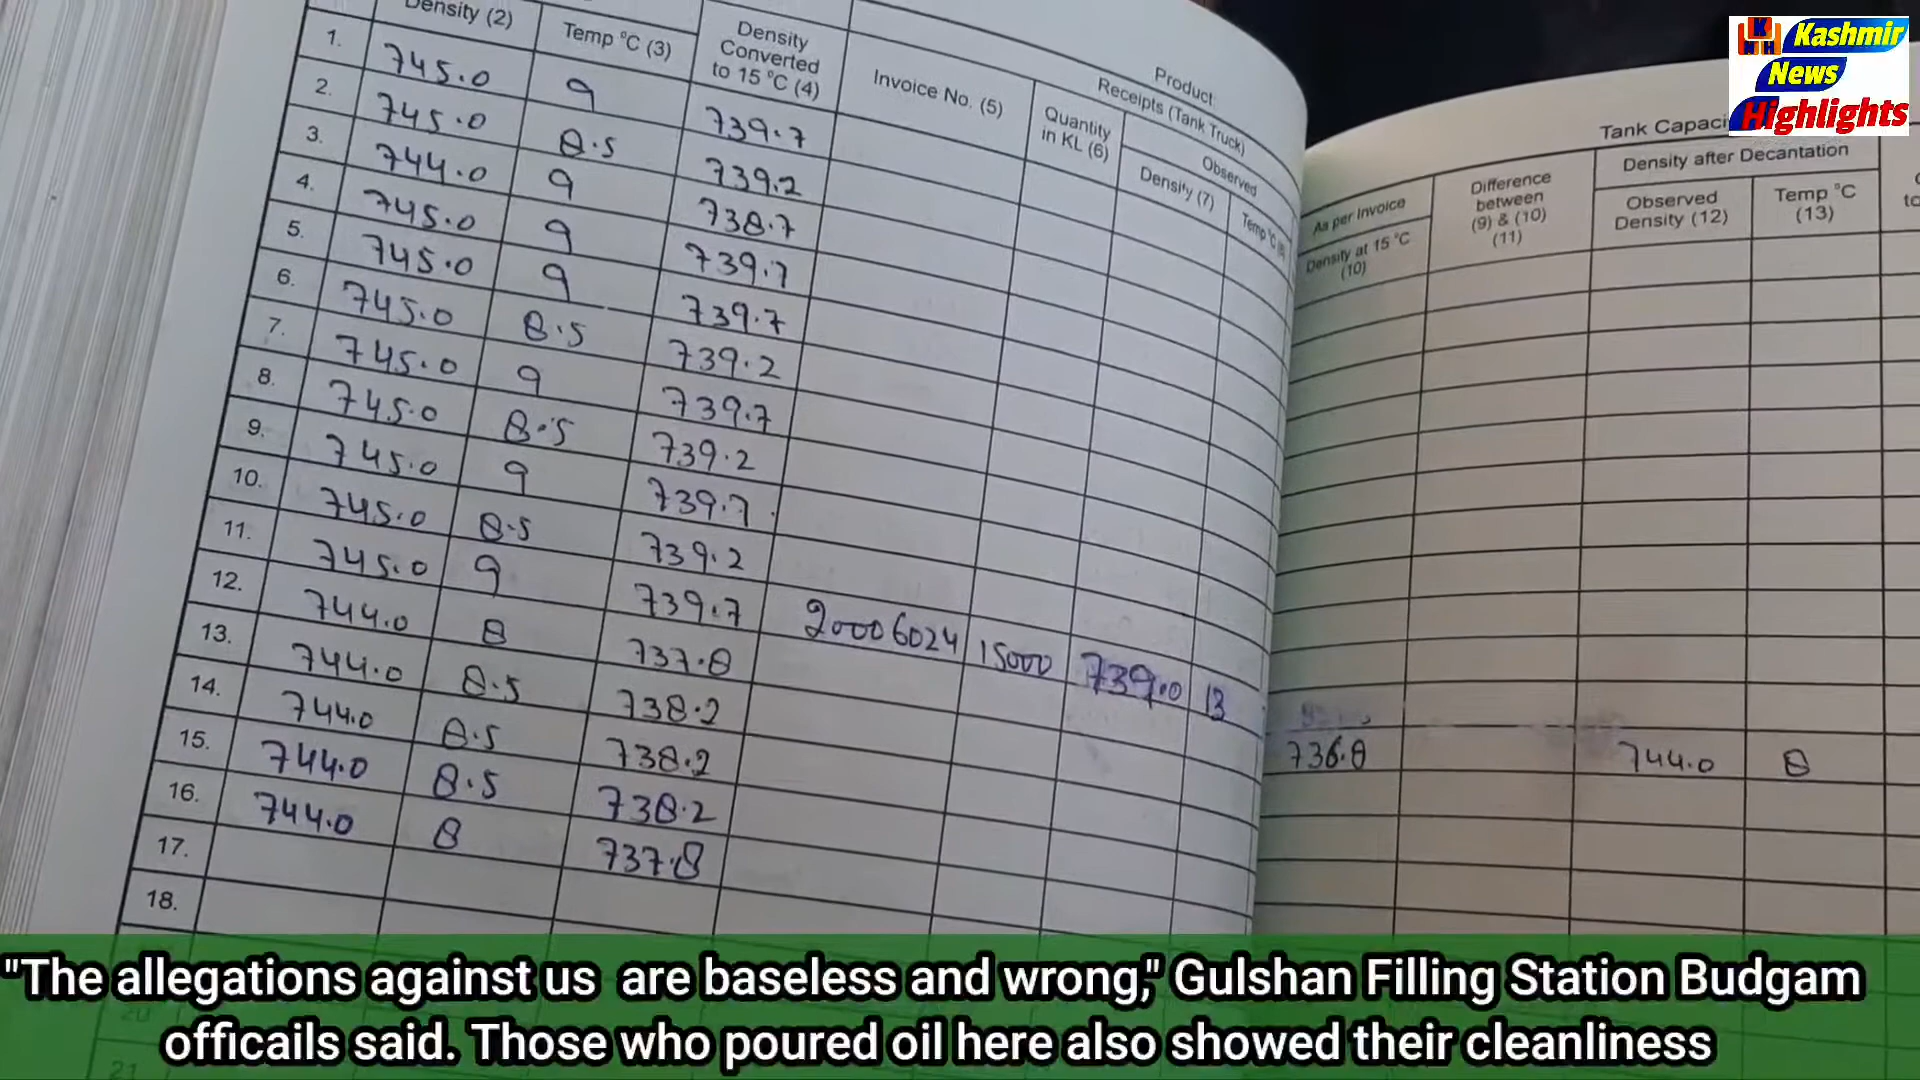 Kashmir
News
Highlights
KNHH
Density (2)
Temp °C (3)
Density Converted to 15 °C (4)
Invoice No. (5)
Product
Receipts (Tank Truck)
Quantity in KL (6)
Observed
Density (7)
Temp °C
1. 745.0 9 739.7
2. 745.0 8.5 739.2
3. 744.0 9 738.7
4. 745.0 9 739.7
5. 745.0 9 739.7
6. 745.0 8.5 739.2
7. 745.0 9 739.7
8. 745.0 8.5 739.2
9. 745.0 9 739.7
10. 745.0 8.5 739.2
11. 745.0 9 739.7 20006024 15000 739.0 13
12. 744.0 8 737.8
13. 744.0 8.5 738.2
14. 744.0 8.5 738.2
15. 744.0 8.5 738.2
16. 744.0 8 737.8
17.
18.
20
21
Tank Capaci
As per Invoice
Density at 15 °C (10)
Difference between (9) & (10) (11)
Density after Decantation
Observed Density (12)
Temp °C (13)
to
736.8 744.0 8
"The allegations against us are baseless and wrong," Gulshan Filling Station Budgam
officails said. Those who poured oil here also showed their cleanliness